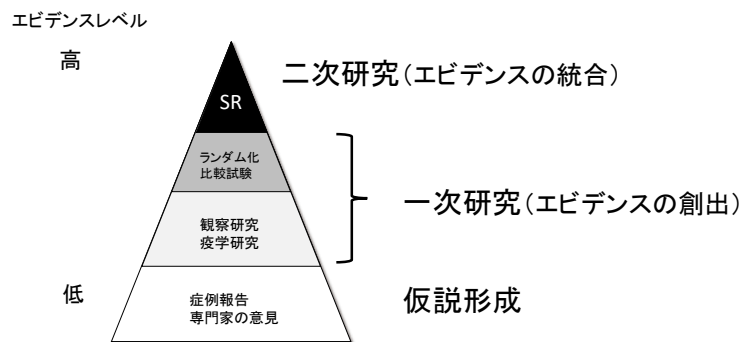 エビデンスレベル
高
二次研究(エビデンスの統合)
SR
ランダム化
比較試験
一次研究(エビデンスの創出)
観察研究
疫学研究
低
症例報告
専門家の意見
仮説形成